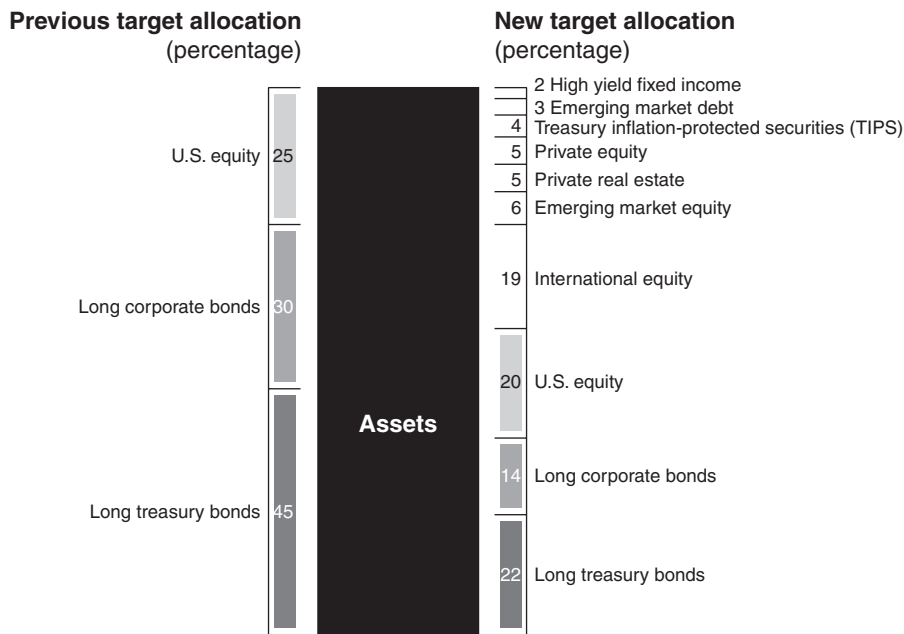 Previous target allocation
(percentage)
U.S. equity 25
Long corporate bonds 30
Long treasury bonds 45
Assets
New target allocation
(percentage)
2 High yield fixed income
3 Emerging market debt
4 Treasury inflation-protected securities (TIPS)
5 Private equity
5 Private real estate
6 Emerging market equity
19 International equity
20 U.S. equity
14 Long corporate bonds
22 Long treasury bonds